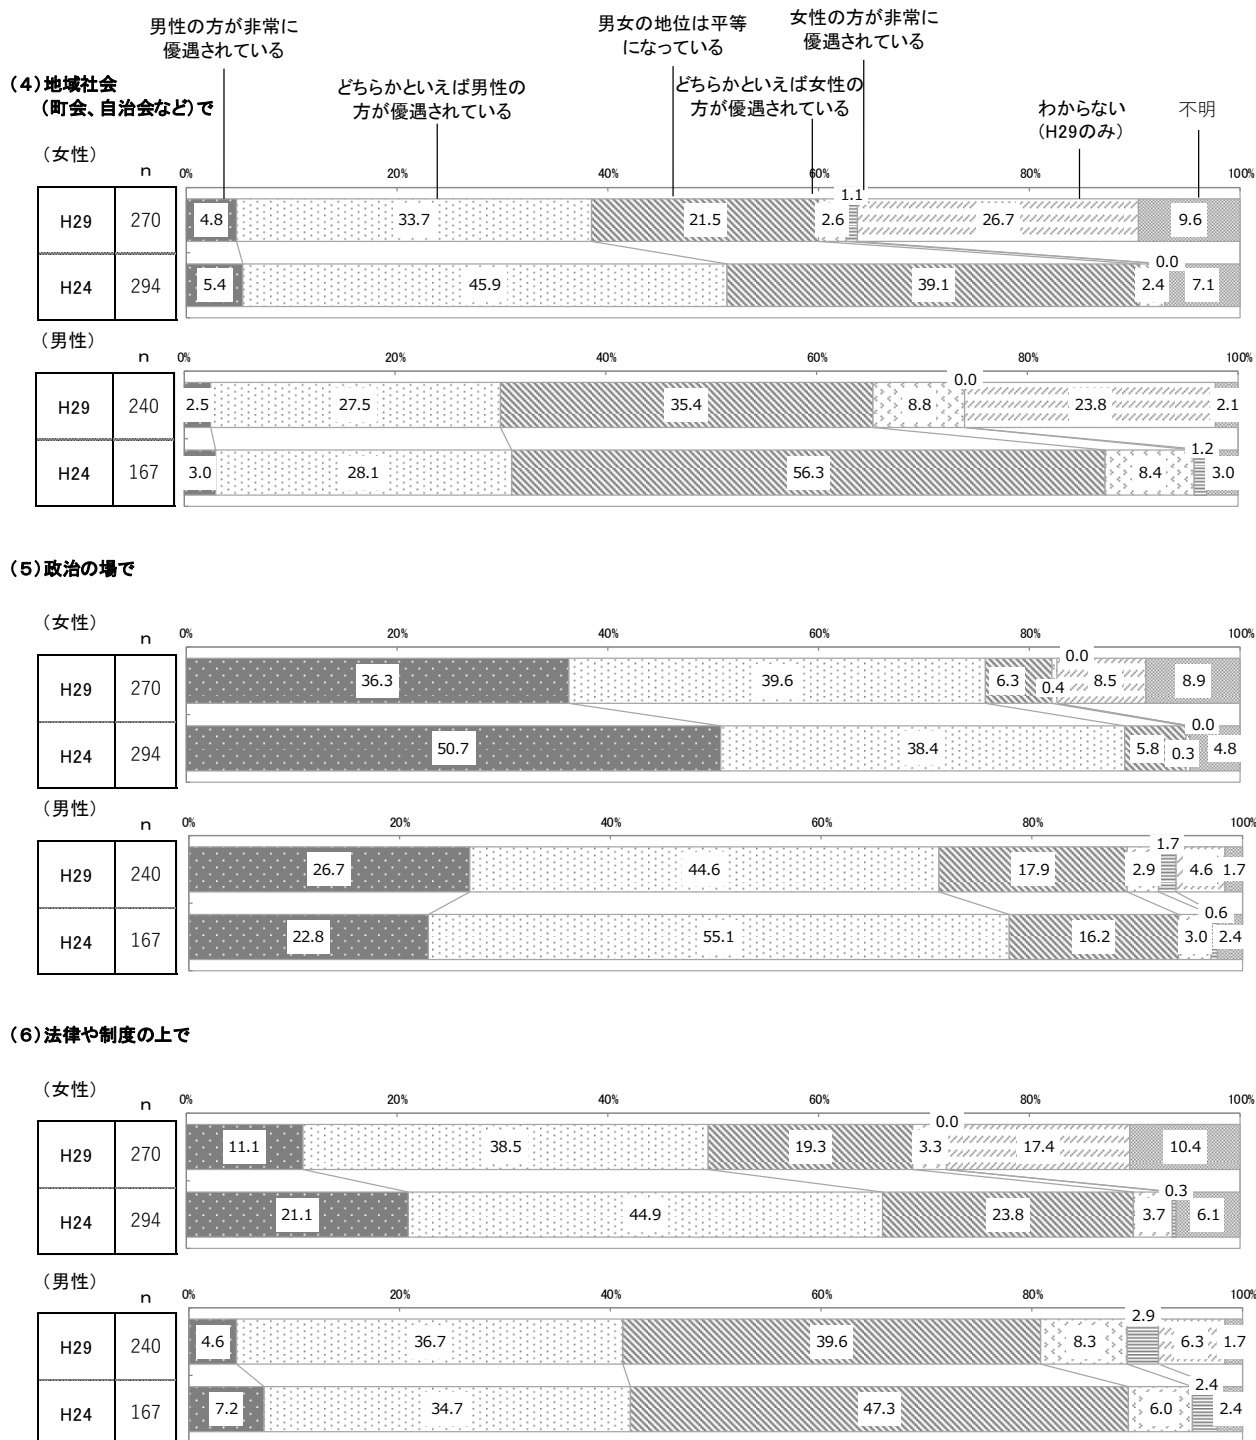 男性の方が非常に
優遇されている
どちらかといえば男性の
方が優遇されている
男女の地位は平等
になっている
どちらかといえば女性の
方が優遇されている
女性の方が非常に
優遇されている
わからない
（H29のみ）
不明
（4）地域社会
（町会、自治会など）で
（女性）
n
0% 20% 40% 60% 80% 100%
H29 270 4.8 33.7 21.5 2.6 1.1 26.7 9.6
H24 294 5.4 45.9 39.1 2.4 0.0 7.1
（男性）
n
0% 20% 40% 60% 80% 100%
H29 240 2.5 27.5 35.4 8.8 0.0 23.8 2.1
H24 167 3.0 28.1 56.3 8.4 1.2 3.0
（5）政治の場で
（女性）
n
0% 20% 40% 60% 80% 100%
H29 270 36.3 39.6 6.3 0.4 0.0 8.5 8.9
H24 294 50.7 38.4 5.8 0.3 0.0 4.8
（男性）
n
0% 20% 40% 60% 80% 100%
H29 240 26.7 44.6 17.9 2.9 1.7 4.6 1.7
H24 167 22.8 55.1 16.2 3.0 0.6 2.4
（6）法律や制度の上で
（女性）
n
0% 20% 40% 60% 80% 100%
H29 270 11.1 38.5 19.3 3.3 0.0 17.4 10.4
H24 294 21.1 44.9 23.8 3.7 0.3 6.1
（男性）
n
0% 20% 40% 60% 80% 100%
H29 240 4.6 36.7 39.6 8.3 2.9 6.3 1.7
H24 167 7.2 34.7 47.3 6.0 2.4 2.4